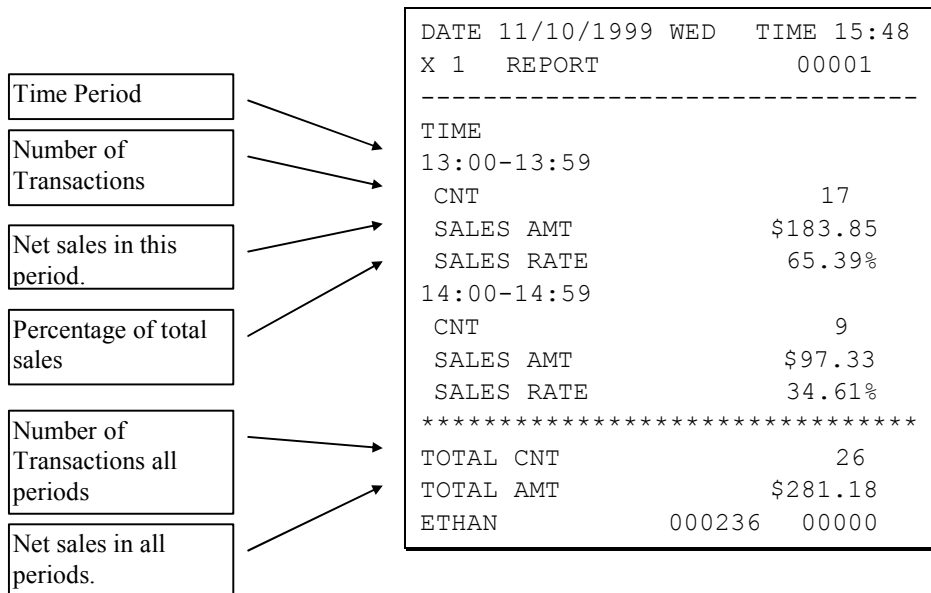 Time Period
Number of
Transactions
Net sales in this
period.
Percentage of total
sales
Number of
Transactions all
periods
Net sales in all
periods.
DATE 11/10/1999 WED TIME 15:48
X 1 REPORT 00001
--------------------------------
TIME
13:00-13:59
CNT 17
SALES AMT $183.85
SALES RATE 65.39%
14:00-14:59
CNT 9
SALES AMT $97.33
SALES RATE 34.61%
********************************
TOTAL CNT 26
TOTAL AMT $281.18
ETHAN 000236 00000